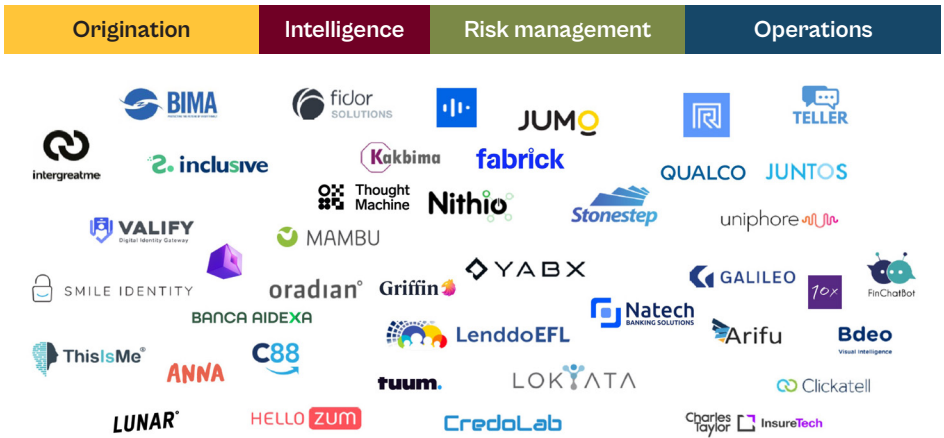 Origination
Intelligence
Risk management
Operations
BIMA
fidor
SOLUTIONS
JUMO
TELLER
intergreatme
inclusive
Kakbima
fabrick
QUALCO
JUNTOS
Thought
Machine
Nithio
Stonestep
uniphore
VALIFY
Digital Identity Gateway
MAMBU
YABX
GALILEO
10x
FinChatBot
SMILE IDENTITY
oradian
Griffin
BANCA AIDEXA
Natech
BANKING SOLUTIONS
LenddoEFL
Arifu
Bdeo
Visual Intelligence
ThisIsMe®
ANNA
C88
tuum.
LOKYATA
Clickatell
LUNAR°
HELLO ZUM
CredoLab
Charles
Taylor
InsureTech